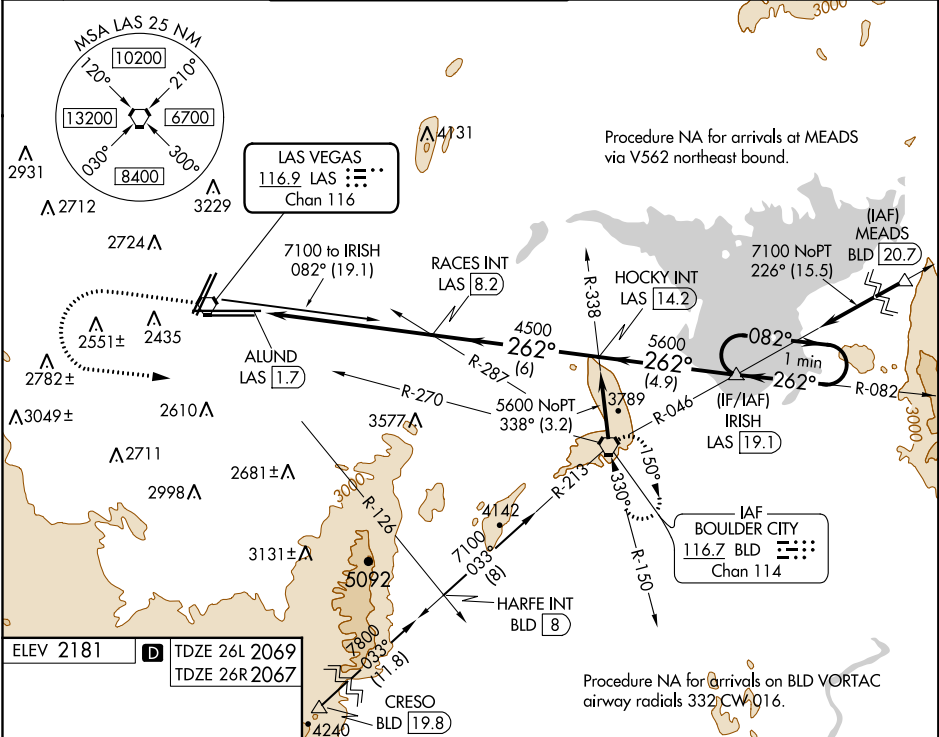 3000
MSA LAS 25 NM
10200
120°
210°
13200
6700
030°
300°
8400
4131
2931
2712
3229
2724
LAS VEGAS
116.9 LAS
Chan 116
Procedure NA for arrivals at MEADS
via V562 northeast bound.
(IAF)
MEADS
BLD 20.7
7100 NoPT
226° (15.5)
7100 to IRISH
082° (19.1)
RACES INT
LAS 8.2
HOCKY INT
LAS 14.2
R-338
4500
262°
(6)
5600
262°
(4.9)
082°
1 min
262°
R-082
2551±
2435
ALUND
LAS 1.7
R-287
R-270
5600 NoPT
338° (3.2)
3789
R-046
(IF/IAF)
IRISH
LAS 19.1
2782±
3049±
2610
3577
2711
2681±
2998
3000
R-126
R-213
150°
330°
R-150
3000
IAF
BOULDER CITY
116.7 BLD
Chan 114
4142
7100
033°
(8)
3131±
5092
HARFE INT
BLD 8
7800
033°
(11.8)
ELEV 2181
D
TDZE 26L 2069
TDZE 26R 2067
CRESO
BLD 19.8
4240
Procedure NA for arrivals on BLD VORTAC
airway radials 332 CW 016.